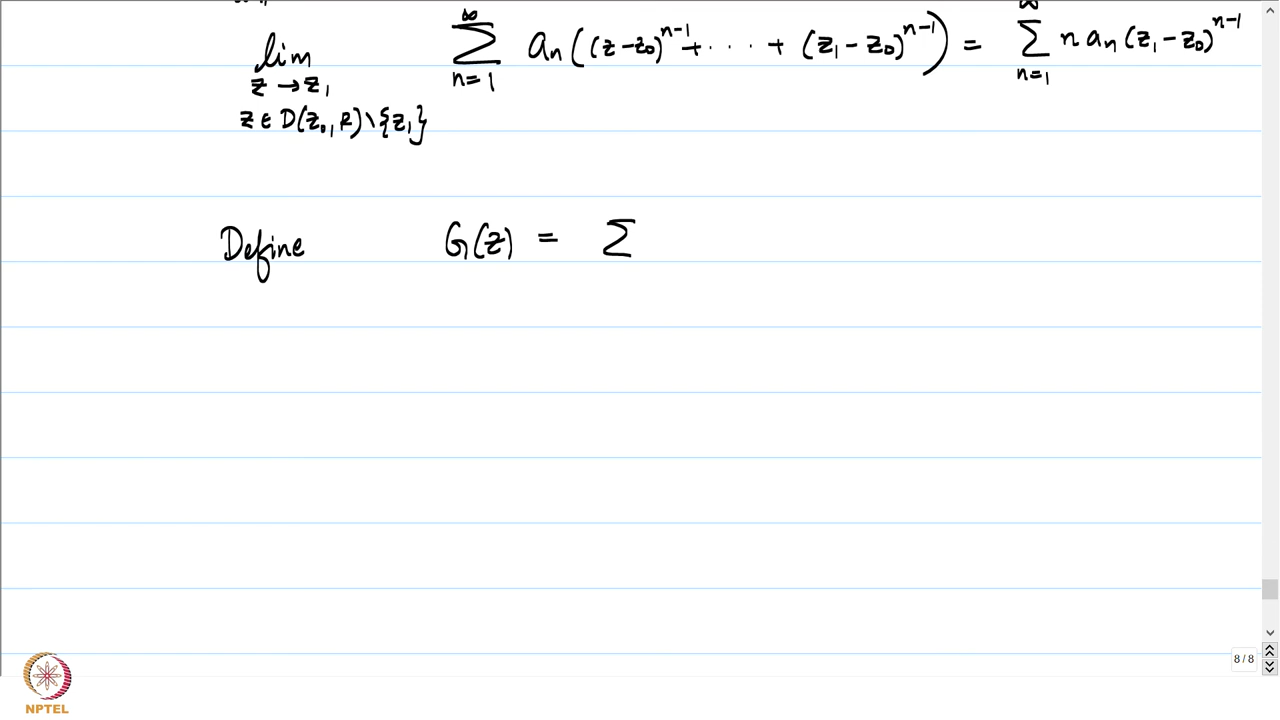 lim z→z₁ z∈D(z₀,R)\{z₁} ∑ n=1 ∞ aₙ((z-z₀)ⁿ⁻¹+ · · · + (z₁-z₀)ⁿ⁻¹) = ∑ n=1 ∞ n aₙ(z₁-z₀)ⁿ⁻¹
Define G(z) = ∑
8/8
NPTEL